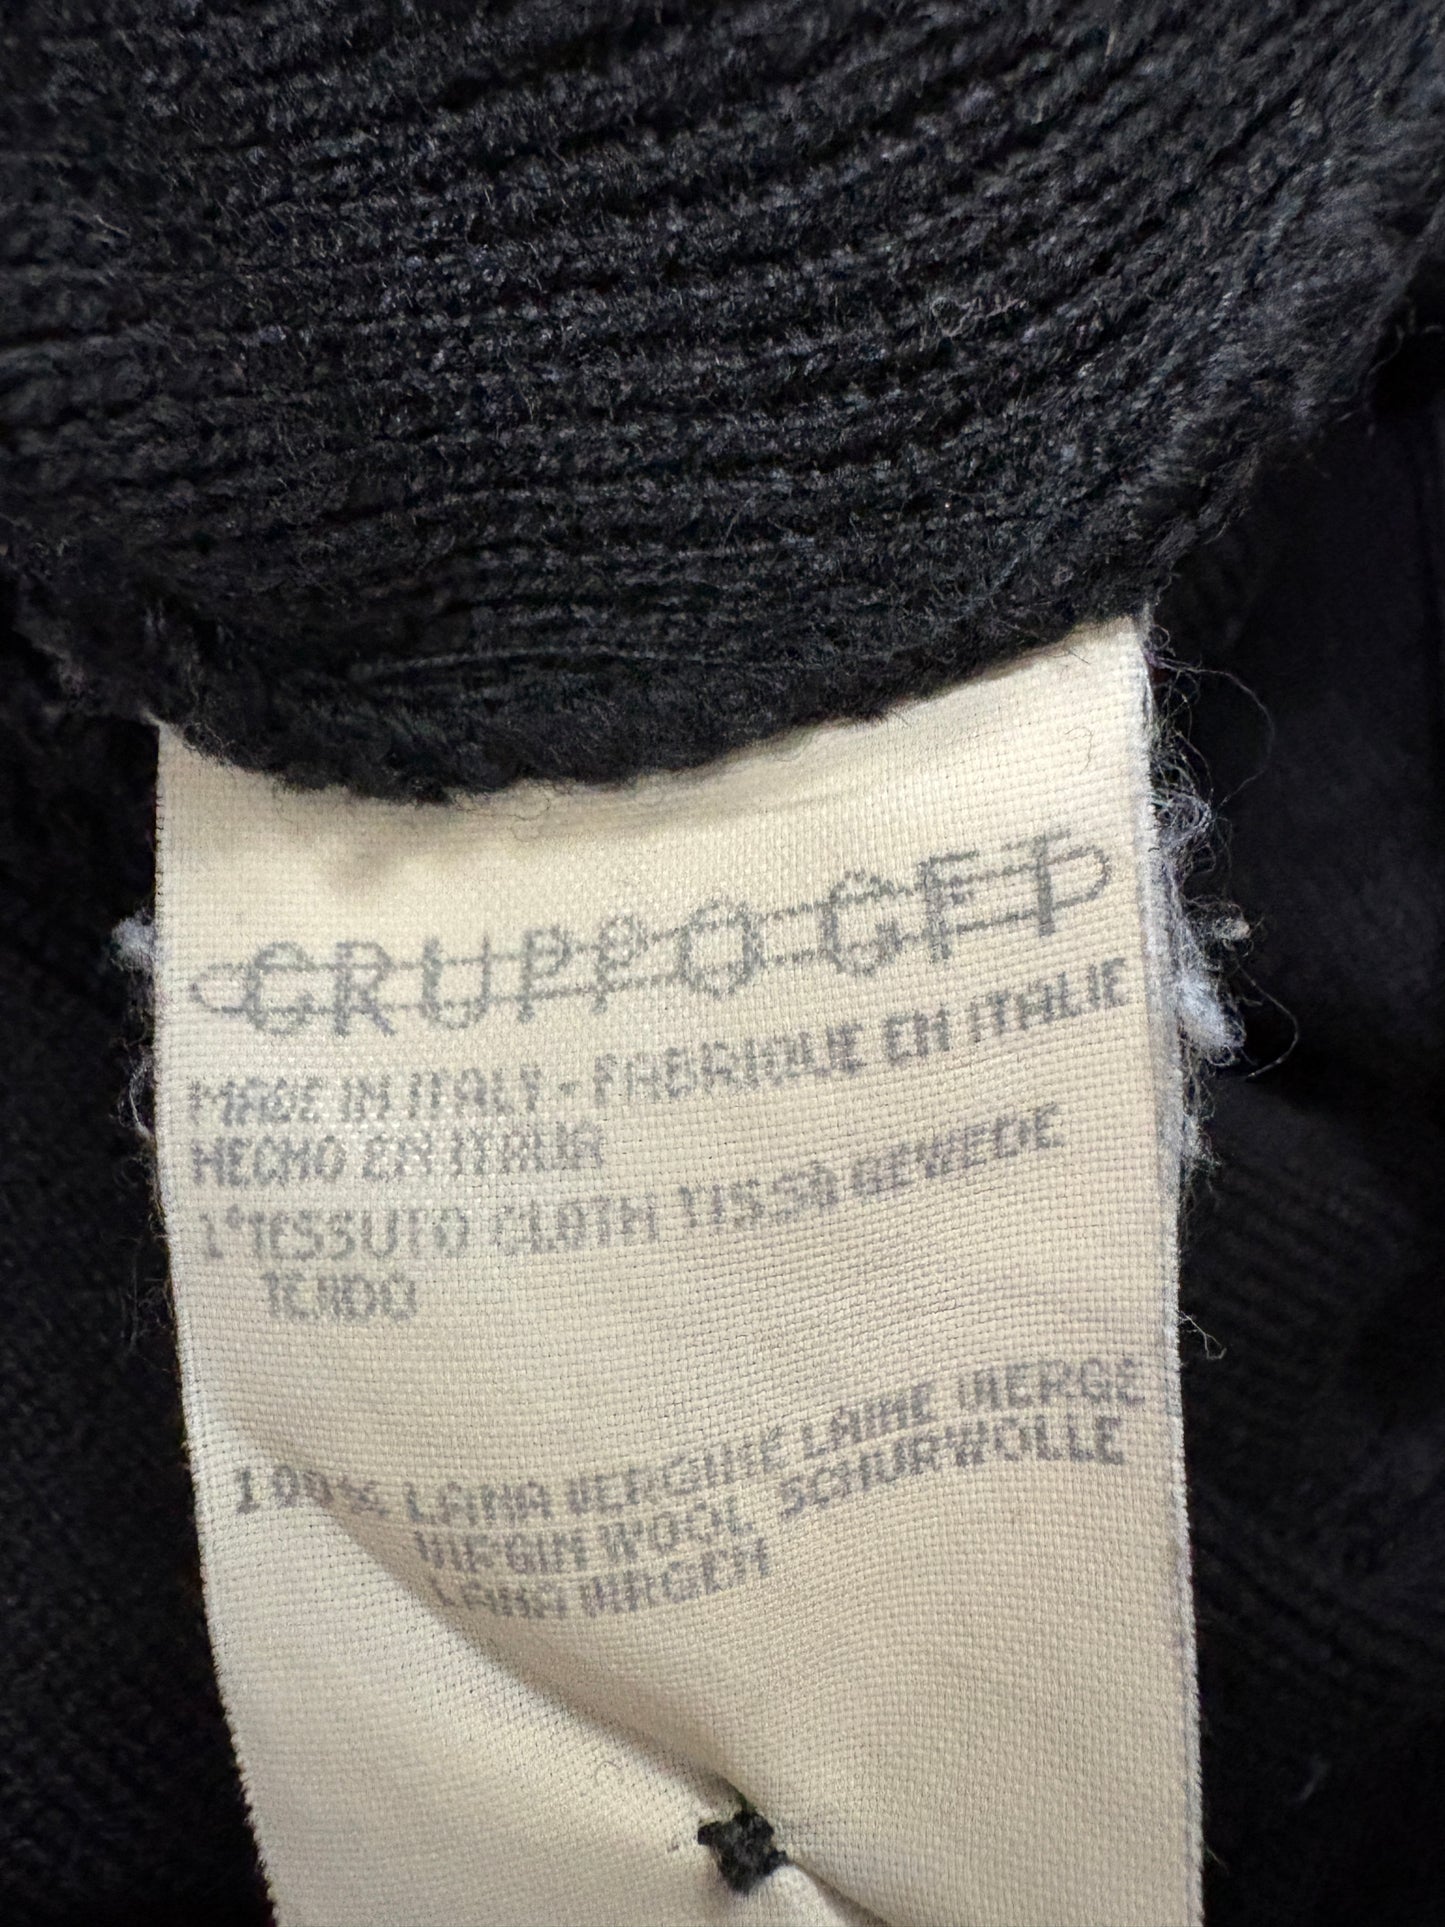 GRUPPO GFT
MADE IN ITALY - FABRIQUE EN ITALIE
HECHO EN ITALIA
1°TESSUTO CLOTH TISSÙ GEWEBE
TEJIDO
100% LANA VERGINE LAINE VIERGE
VIRGIN WOOL SCHURWOLLE
LANA VIRGEN